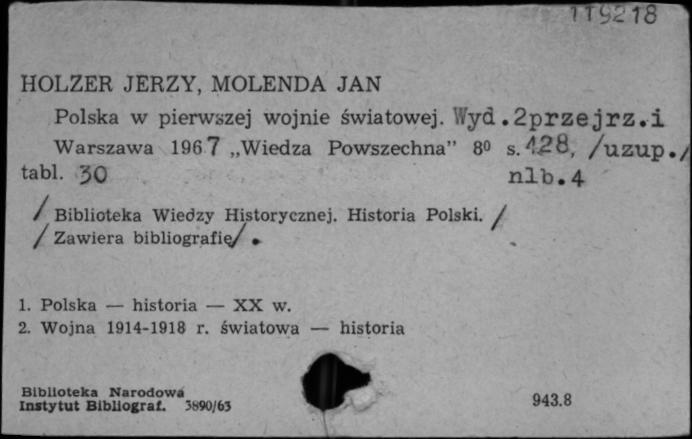 119218
HOLZER JERZY, MOLENDA JAN
Polska w pierwszej wojnie światowej. Wyd.2przejrz.i
Warszawa 1967 „Wiedza Powszechna” 8⁰ s. 428, /uzup./
tabl. 30 nlb.4
/ Biblioteka Wiedzy Historycznej. Historia Polski. /
/ Zawiera bibliografię/ .
1. Polska — historia — XX w.
2. Wojna 1914-1918 r. światowa — historia
Biblioteka Narodowa
Instytut Bibliograf. 3890/63 943.8